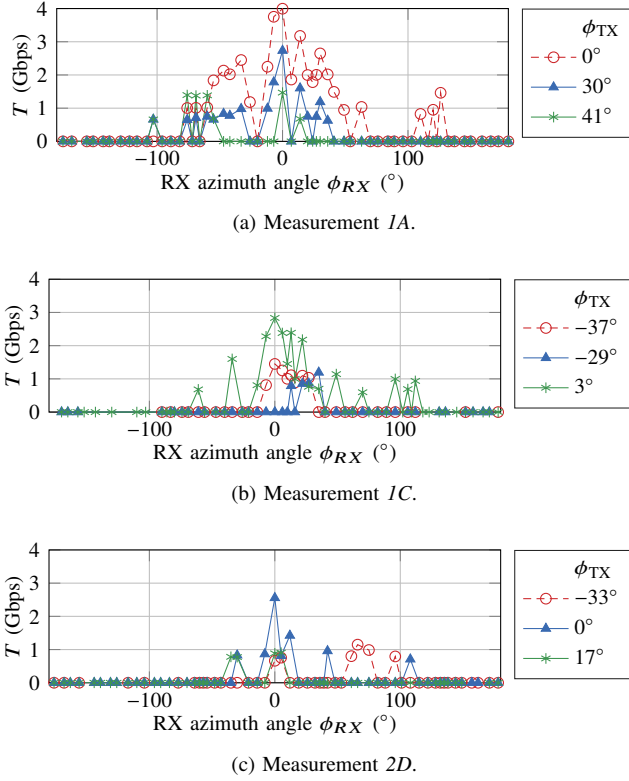 4
3
2
1
0
T (Gbps)
−100
0
100
RX azimuth angle ϕRX (°)
ϕTX
0°
30°
41°
(a) Measurement 1A.
4
3
2
1
0
T (Gbps)
−100
0
100
RX azimuth angle ϕRX (°)
ϕTX
−37°
−29°
3°
(b) Measurement 1C.
4
3
2
1
0
T (Gbps)
−100
0
100
RX azimuth angle ϕRX (°)
ϕTX
−33°
0°
17°
(c) Measurement 2D.